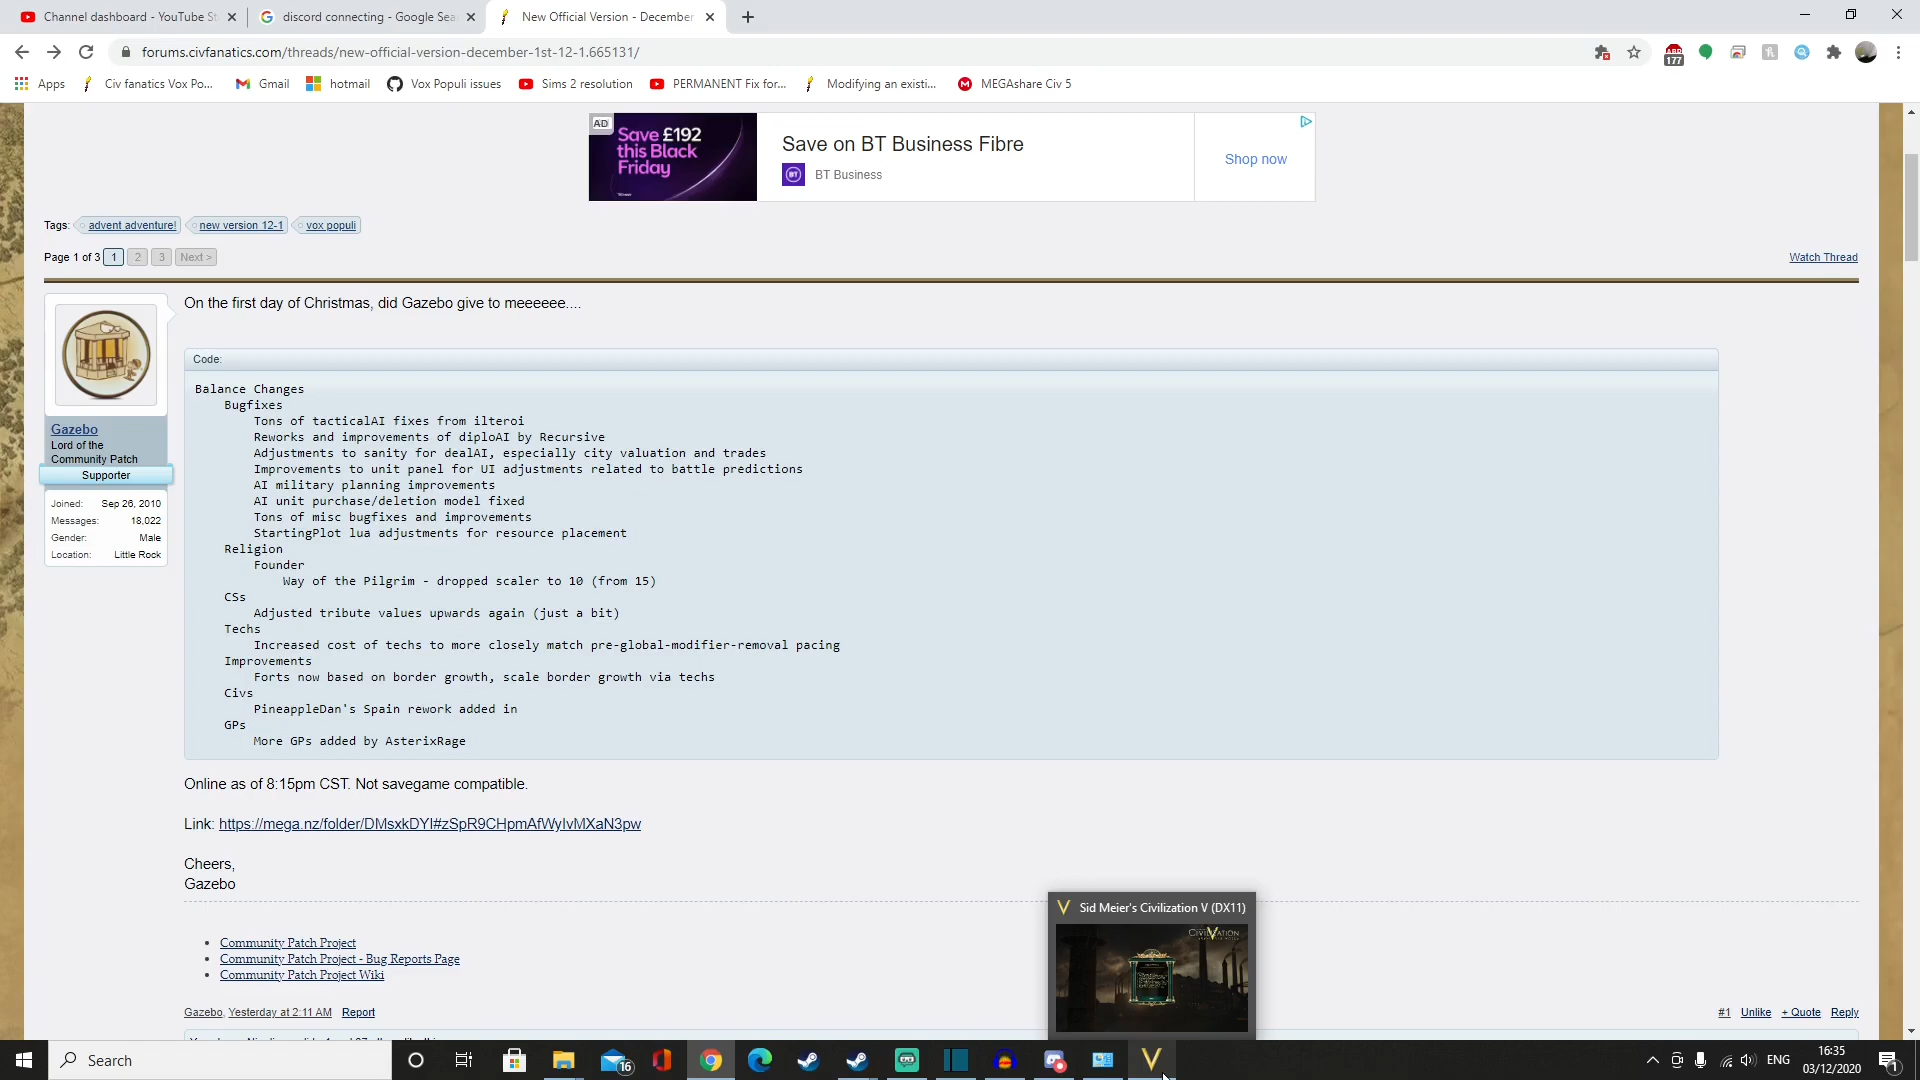 Channel dashboard - YouTube St
discord connecting - Google Sea
New Official Version - December
forums.civfanatics.com/threads/new-official-version-december-1st-12-1.665131/
ABP
177
Apps
Civ fanatics Vox Po...
Gmail
hotmail
Vox Populi issues
Sims 2 resolution
PERMANENT Fix for...
Modifying an existi...
MEGAshare Civ 5
AD
Save £192
this Black
Friday
Save on BT Business Fibre
BT
BT Business
Shop now
Tags: advent adventure! new version 12-1 vox populi
Page 1 of 3 1 2 3 Next >
Watch Thread
On the first day of Christmas, did Gazebo give to meeeeee....
Gazebo
Lord of the
Community Patch
Supporter
Joined: Sep 26, 2010
Messages: 18,022
Gender: Male
Location: Little Rock
Code:
Balance Changes
Bugfixes
Tons of tacticalAI fixes from ilteroi
Reworks and improvements of diploAI by Recursive
Adjustments to sanity for dealAI, especially city valuation and trades
Improvements to unit panel for UI adjustments related to battle predictions
AI military planning improvements
AI unit purchase/deletion model fixed
Tons of misc bugfixes and improvements
StartingPlot lua adjustments for resource placement
Religion
Founder
Way of the Pilgrim - dropped scaler to 10 (from 15)
CSs
Adjusted tribute values upwards again (just a bit)
Techs
Increased cost of techs to more closely match pre-global-modifier-removal pacing
Improvements
Forts now based on border growth, scale border growth via techs
Civs
PineappleDan's Spain rework added in
GPs
More GPs added by AsterixRage
Online as of 8:15pm CST. Not savegame compatible.
Link: https://mega.nz/folder/DMsxkDYI#zSpR9CHpmAfWyIvMXaN3pw
Cheers,
Gazebo
Community Patch Project
Community Patch Project - Bug Reports Page
Community Patch Project Wiki
Gazebo, Yesterday at 2:11 AM Report
#1 Unlike + Quote Reply
Sid Meier's Civilization V (DX11)
CIVILIZATION
Search
16
ENG
16:35
03/12/2020
1